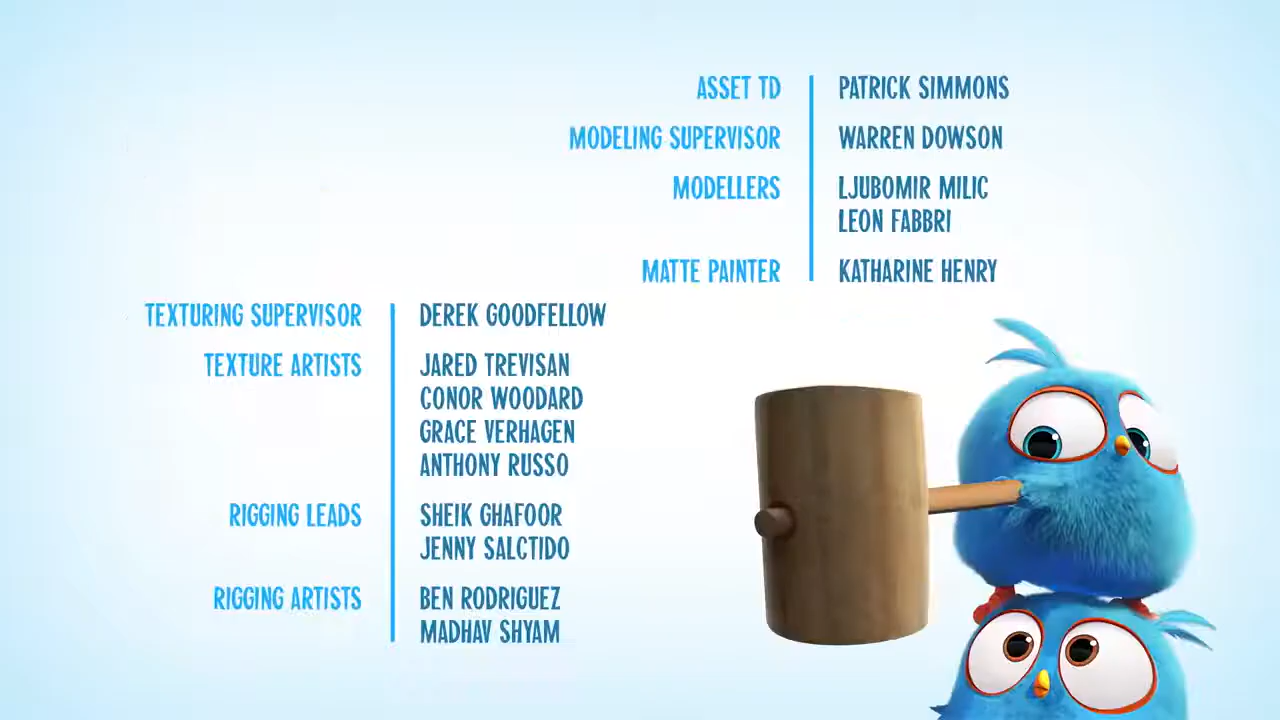 ASSET TD PATRICK SIMMONS
MODELING SUPERVISOR WARREN DOWSON
MODELLERS LJUBOMIR MILIC
LEON FABBRI
MATTE PAINTER KATHARINE HENRY
TEXTURING SUPERVISOR DEREK GOODFELLOW
TEXTURE ARTISTS JARED TREVISAN
CONOR WOODARD
GRACE VERHAGEN
ANTHONY RUSSO
RIGGING LEADS SHEIK GHAFOOR
JENNY SALCTIDO
RIGGING ARTISTS BEN RODRIGUEZ
MADHAV SHYAM